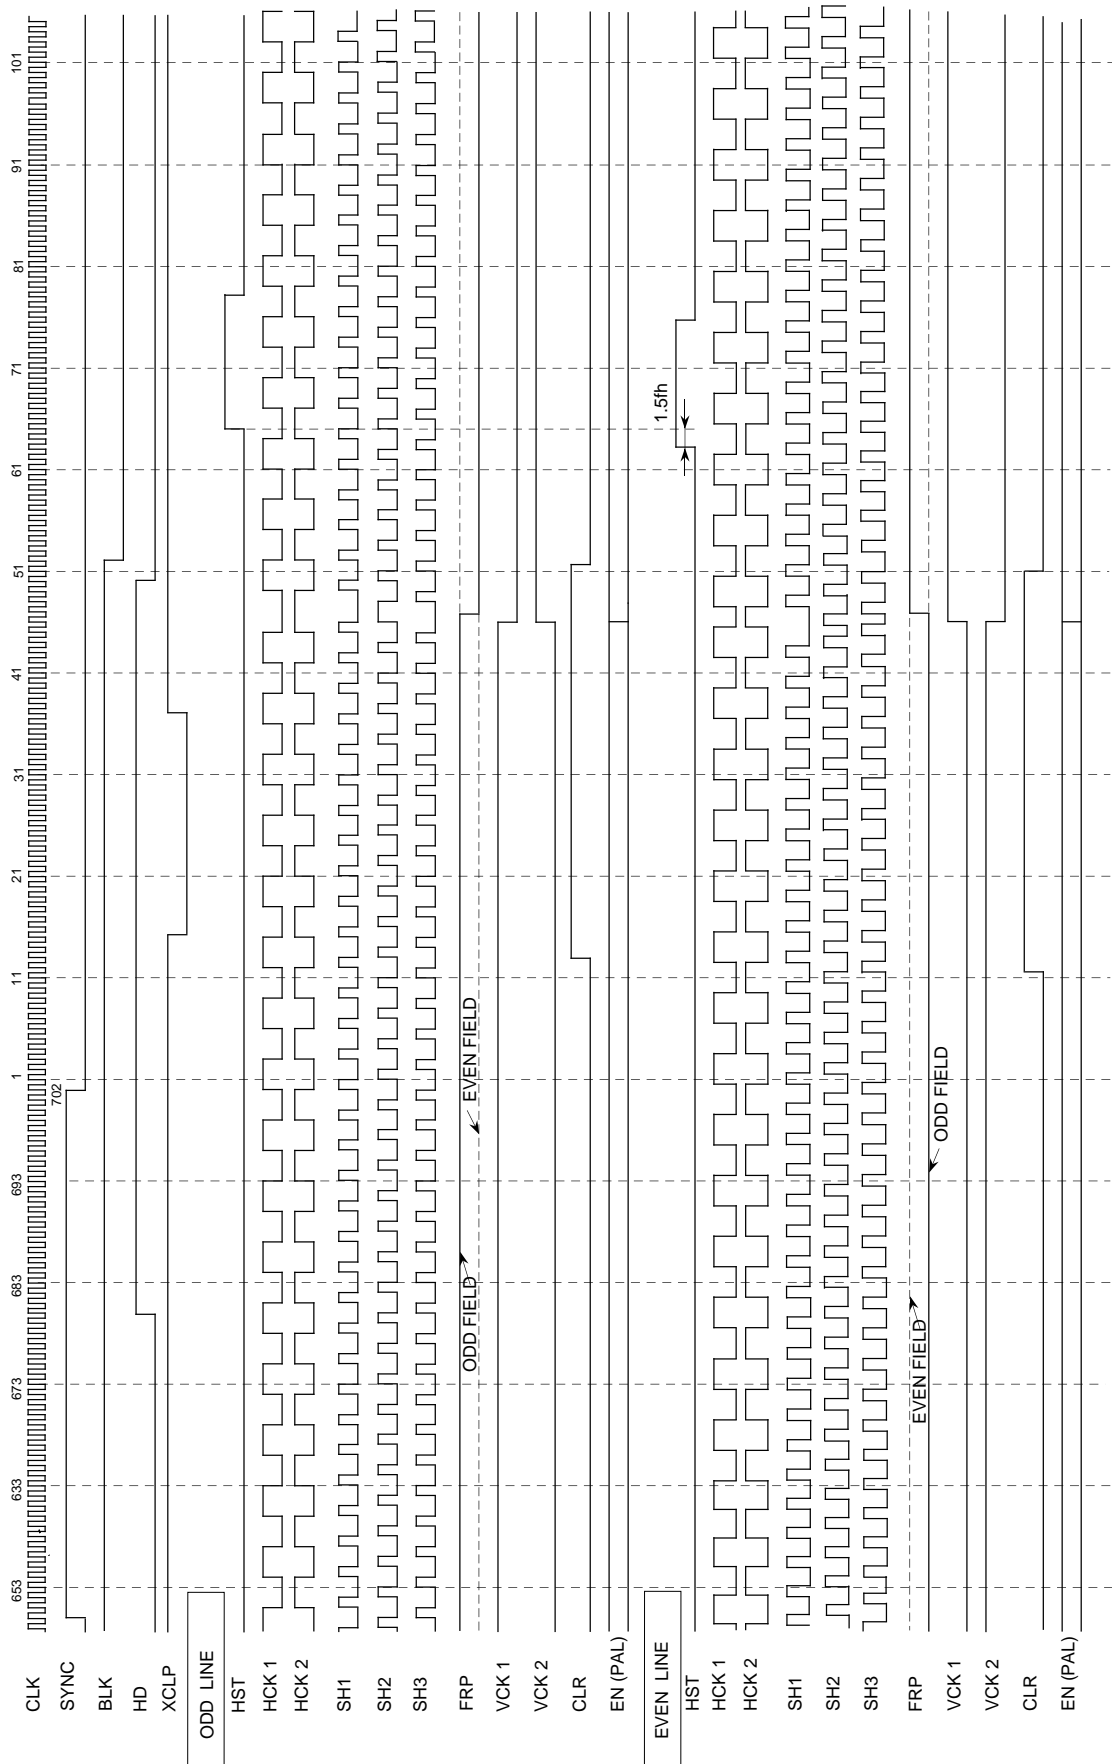 653 633 673 683 693 1 11 21 31 41 51 61 71 81 91 101
CLK
702
SYNC
BLK
HD
XCLP
ODD LINE
HST
HCK 1
HCK 2
SH1
SH2
SH3
ODD FIELD
EVEN FIELD
FRP
VCK 1
VCK 2
CLR
EN (PAL)
EVEN LINE
1.5fh
HST
HCK 1
HCK 2
SH1
SH2
SH3
FRP
EVEN FIELD
ODD FIELD
VCK 1
VCK 2
CLR
EN (PAL)